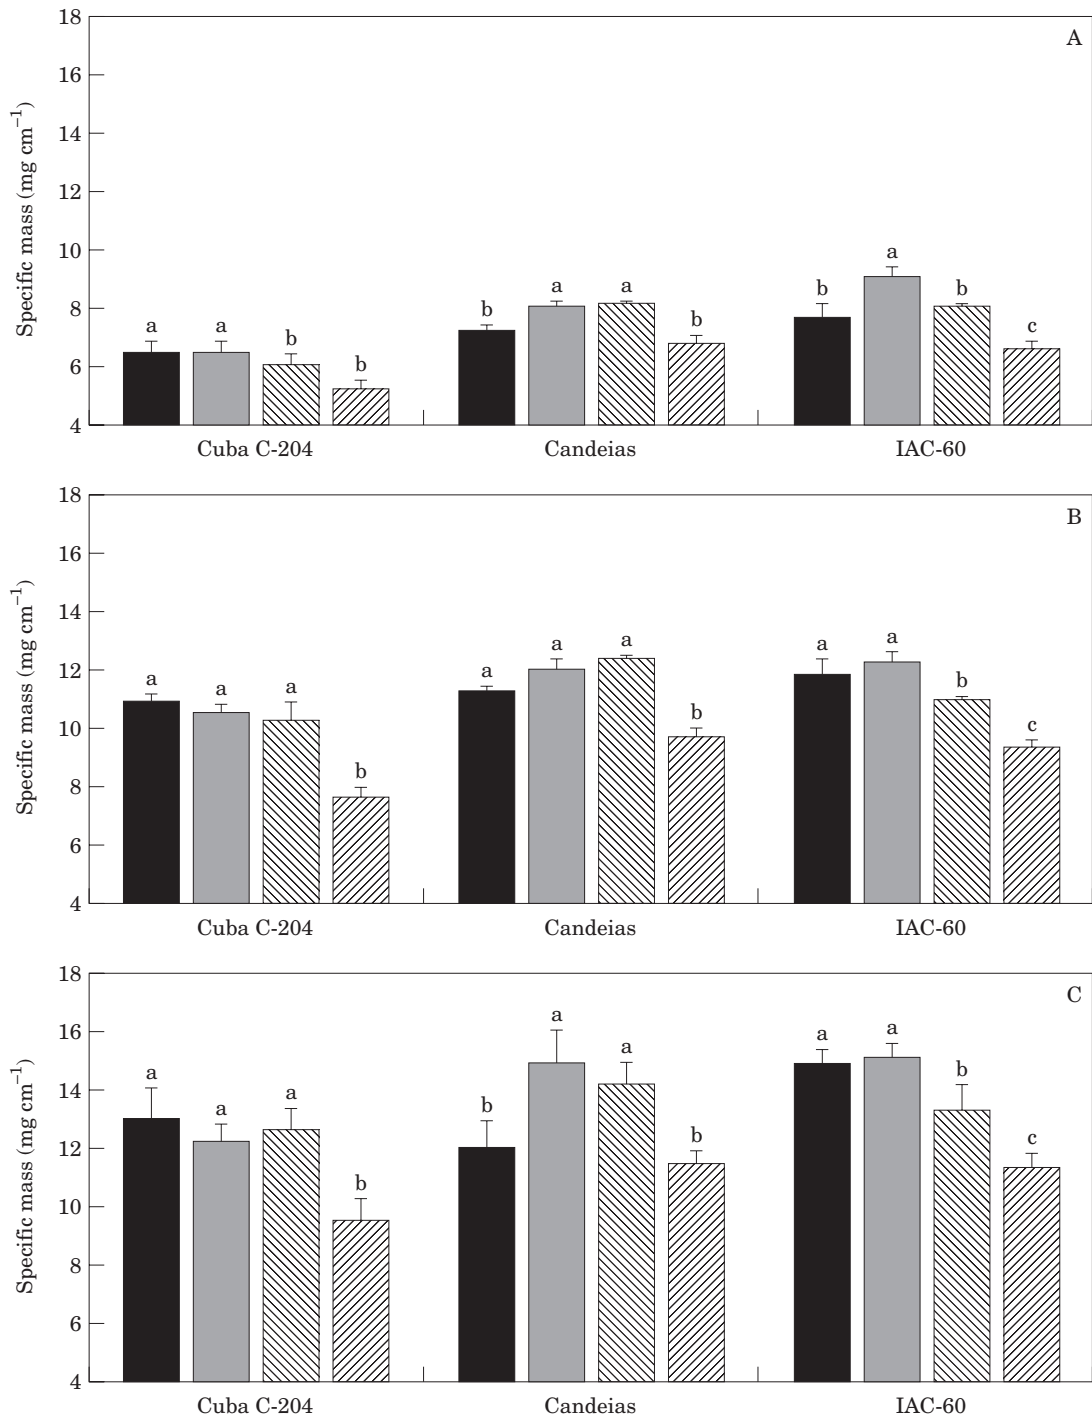 18
A
16
14
12
10
8
6
4
Specific mass (mg cm−1)
a a b b b a a b b a b c
Cuba C-204 Candeias IAC-60
18
B
16
14
12
10
8
6
4
Specific mass (mg cm−1)
a a a b a a a b a a b c
Cuba C-204 Candeias IAC-60
18
C
16
14
12
10
8
6
4
Specific mass (mg cm−1)
a a a b b a a b a a b c
Cuba C-204 Candeias IAC-60